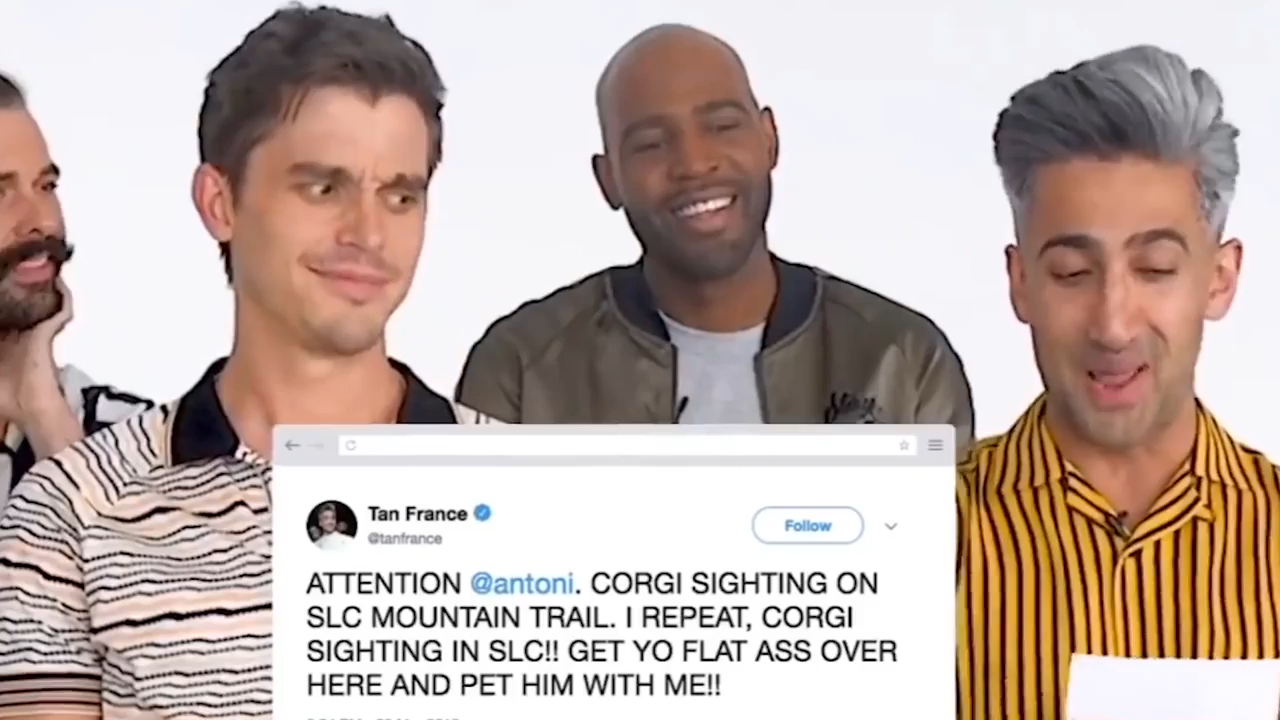 Tan France
@tanfrance
Follow
ATTENTION @antoni. CORGI SIGHTING ON
SLC MOUNTAIN TRAIL. I REPEAT, CORGI
SIGHTING IN SLC!! GET YO FLAT ASS OVER
HERE AND PET HIM WITH ME!!